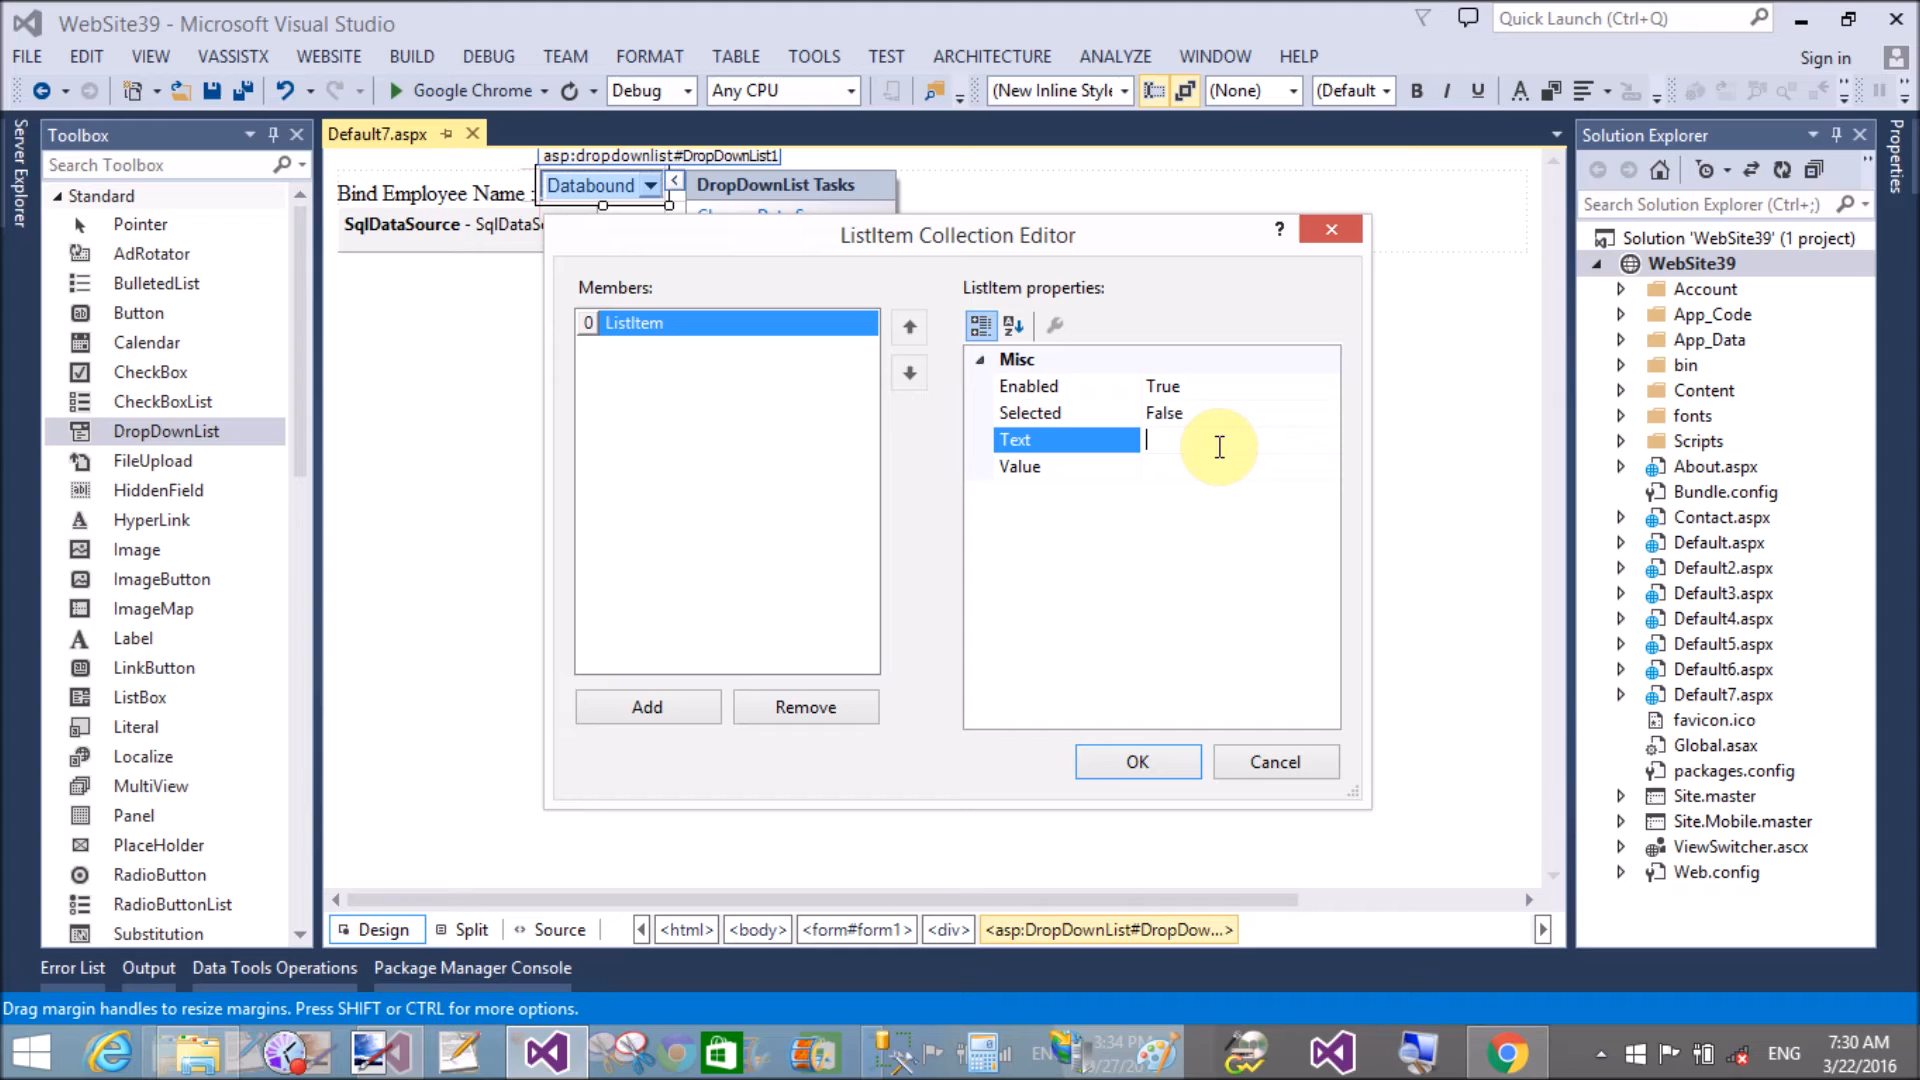 WebSite39 - Microsoft Visual Studio
Quick Launch (Ctrl+Q)
FILE EDIT VIEW VASSISTX WEBSITE BUILD DEBUG TEAM FORMAT TABLE TOOLS TEST ARCHITECTURE ANALYZE WINDOW HELP
Sign in
Google Chrome Debug Any CPU (New Inline Style (None) (Default B I U
Server Explorer
Toolbox
Search Toolbox
Standard
Pointer
AdRotator
BulletedList
Button
Calendar
CheckBox
CheckBoxList
DropDownList
FileUpload
HiddenField
HyperLink
Image
ImageButton
ImageMap
Label
LinkButton
ListBox
Literal
Localize
MultiView
Panel
PlaceHolder
RadioButton
RadioButtonList
Substitution
Default7.aspx
asp:dropdownlist#DropDownList1
Bind Employee Name :
Databound
DropDownList Tasks
SqlDataSource - SqlDataSo
ListItem Collection Editor
?
Members:
0 ListItem
Add Remove
ListItem properties:
Misc
Enabled True
Selected False
Text
Value
OK Cancel
Design Split Source <html> <body> <form#form1> <div> <asp:DropDownList#DropDow...>
Solution Explorer
Search Solution Explorer (Ctrl+;)
Solution 'WebSite39' (1 project)
WebSite39
Account
App_Code
App_Data
bin
Content
fonts
Scripts
About.aspx
Bundle.config
Contact.aspx
Default.aspx
Default2.aspx
Default3.aspx
Default4.aspx
Default5.aspx
Default6.aspx
Default7.aspx
favicon.ico
Global.asax
packages.config
Site.master
Site.Mobile.master
ViewSwitcher.ascx
Web.config
Properties
Error List Output Data Tools Operations Package Manager Console
Drag margin handles to resize margins. Press SHIFT or CTRL for more options.
ENG
7:30 AM
3/22/2016